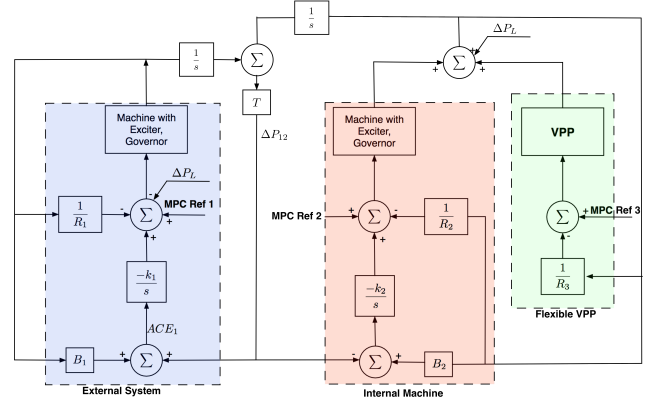 1
s
1
s
Σ
ΔP_L
Σ
T
ΔP_12
Machine with
Exciter,
Governor
ΔP_L
MPC Ref 1
1
R_1
Σ
-k_1
s
ACE_1
B_1
Σ
External System
Machine with
Exciter,
Governor
MPC Ref 2
Σ
1
R_2
-k_2
s
Σ
B_2
Internal Machine
VPP
Σ
MPC Ref 3
1
R_3
Flexible VPP